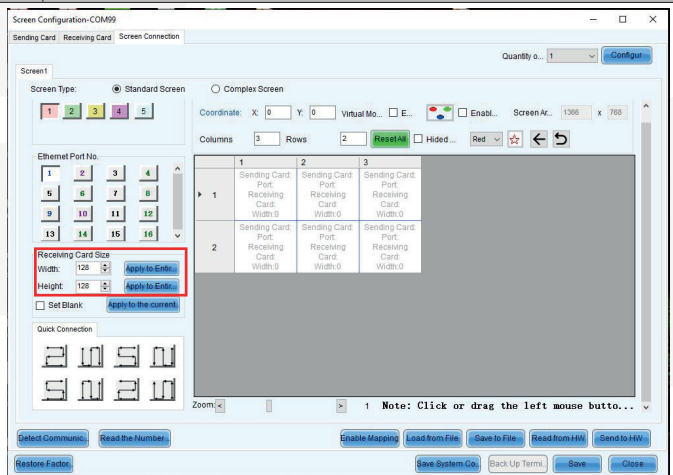 Screen Configuration-COM99
Sending Card Receiving Card Screen Connection
Quantity o... 1 Configur
Screen1
Screen Type: Standard Screen Complex Screen
1 2 3 4 5
Coordinate: X: 0 Y: 0 Virtual Mo... E... Enabl... Screen Ar... 1366 x 768
Columns 3 Rows 2 Reset All Hided ... Red
Ethernet Port No.
1 2 3 4
5 6 7 8
9 10 11 12
13 14 15 16
1 2 3
1
Sending Card: Sending Card: Sending Card:
Port: Port: Port:
Receiving Receiving Receiving
Card: Card: Card:
Width:0 Width:0 Width:0
2
Sending Card: Sending Card: Sending Card:
Port: Port: Port:
Receiving Receiving Receiving
Card: Card: Card:
Width:0 Width:0 Width:0
Receiving Card Size
Width: 128 Apply to Entir...
Height: 128 Apply to Entir...
Set Blank Apply to the current.
Quick Connection
Zoom: < > 1 Note: Click or drag the left mouse butto...
Detect Communic. Read the Number. Enable Mapping Load from File Save to File Read from HW Send to HW
Restore Factor. Save System Co. Back Up Termi.. Save Close